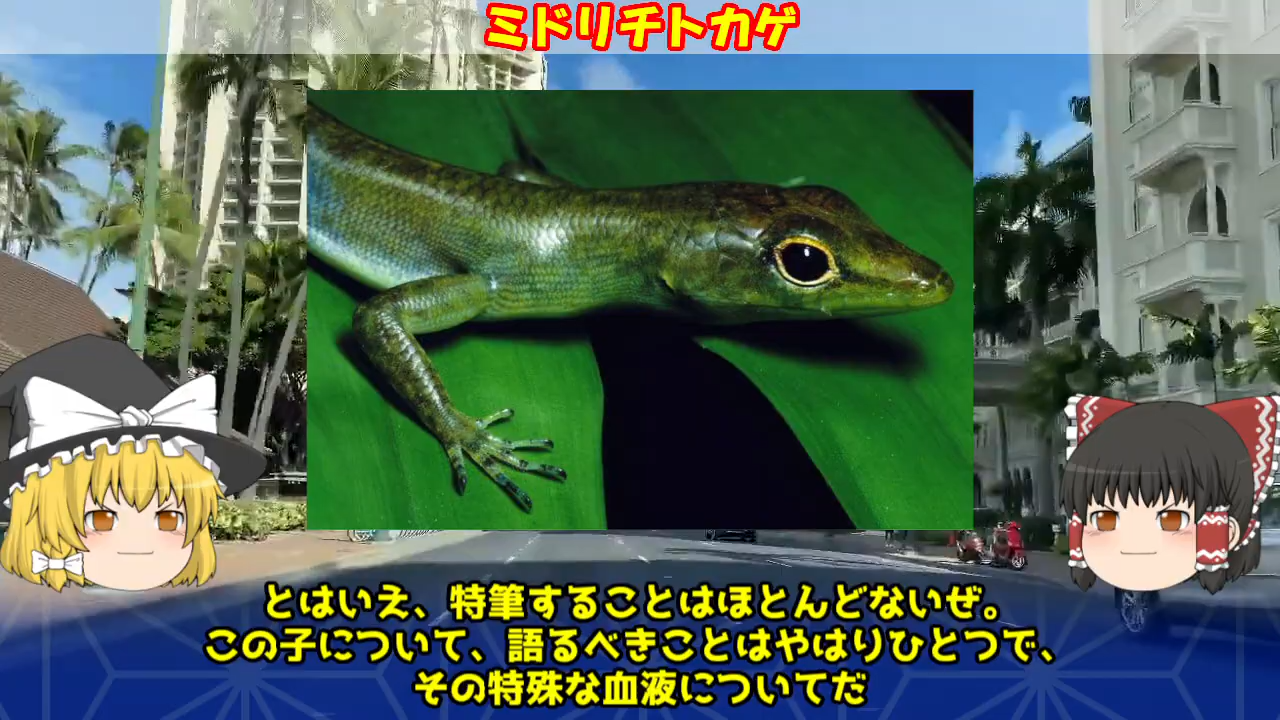 ミドリチトカゲ
とはいえ、特筆することはほとんどないぜ。
この子について、語るべきことはやはりひとつで、
その特殊な血液についてだ